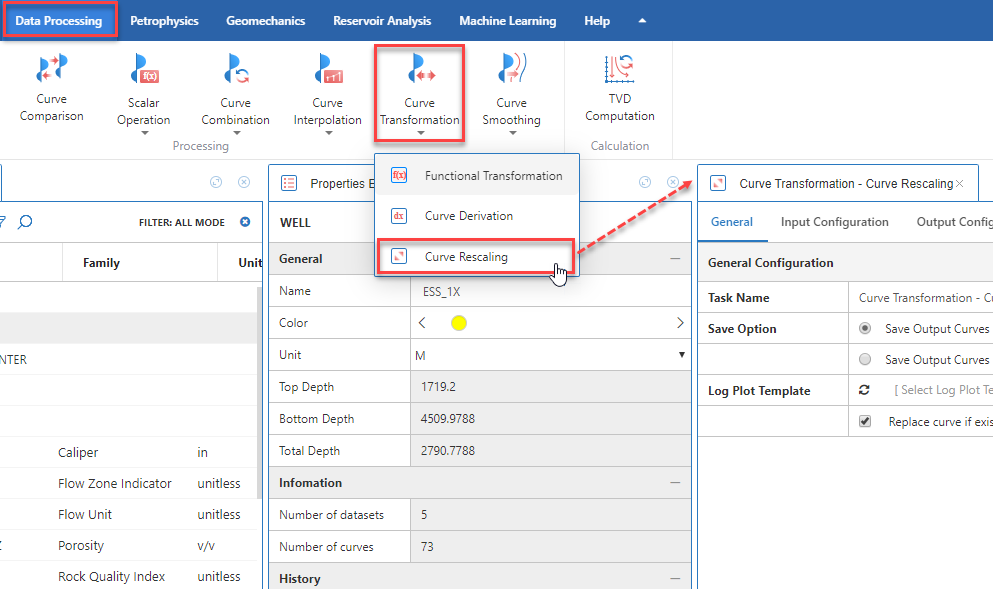 Data Processing
Petrophysics
Geomechanics
Reservoir Analysis
Machine Learning
Help
Curve
Comparison
Scalar
Operation
Curve
Combination
Curve
Interpolation
Curve
Transformation
Curve
Smoothing
TVD
Computation
Processing
Calculation
f(x) Functional Transformation
dx Curve Derivation
Curve Rescaling
FILTER: ALL MODE
Family
Unit
NTER
Caliper in
Flow Zone Indicator unitless
Flow Unit unitless
Porosity v/v
Rock Quality Index unitless
Properties E
WELL
General
Name ESS_1X
Color
Unit M
Top Depth 1719.2
Bottom Depth 4509.9788
Total Depth 2790.7788
Infomation
Number of datasets 5
Number of curves 73
History
Curve Transformation - Curve Rescaling
General
Input Configuration
Output Config
General Configuration
Task Name Curve Transformation - Cu
Save Option Save Output Curves
Save Output Curves
Log Plot Template [ Select Log Plot Te
Replace curve if exis